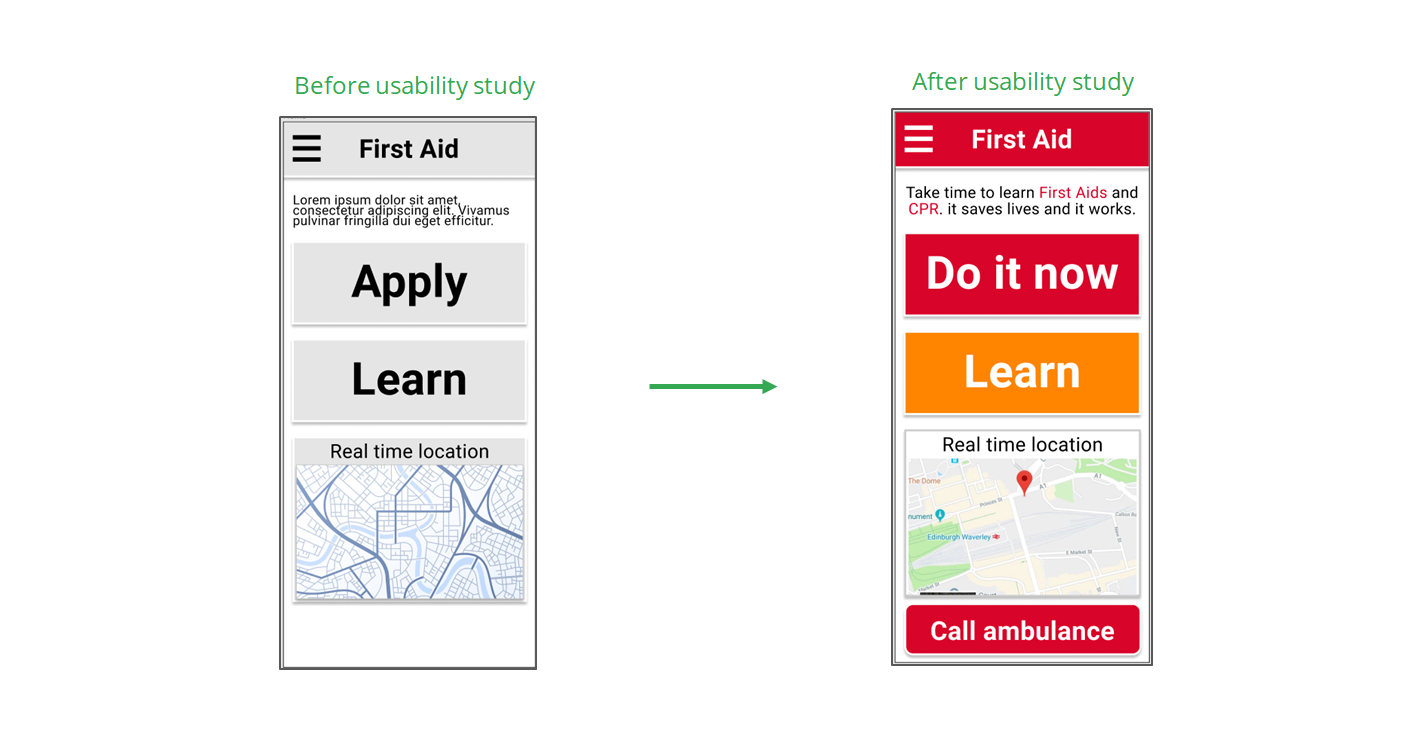 Before usability study
First Aid
Lorem ipsum dolor sit amet,
consectetur adipiscing elit. Vivamus
pulvinar fringilla dui eget efficitur.
Apply
Learn
Real time location
After usability study
First Aid
Take time to learn First Aids and
CPR. it saves lives and it works.
Do it now
Learn
Real time location
The Dome
Princes St
A1
A1
nument
Calton Rd
New St
Edinburgh Waverley
E Market St
Market St
Call ambulance